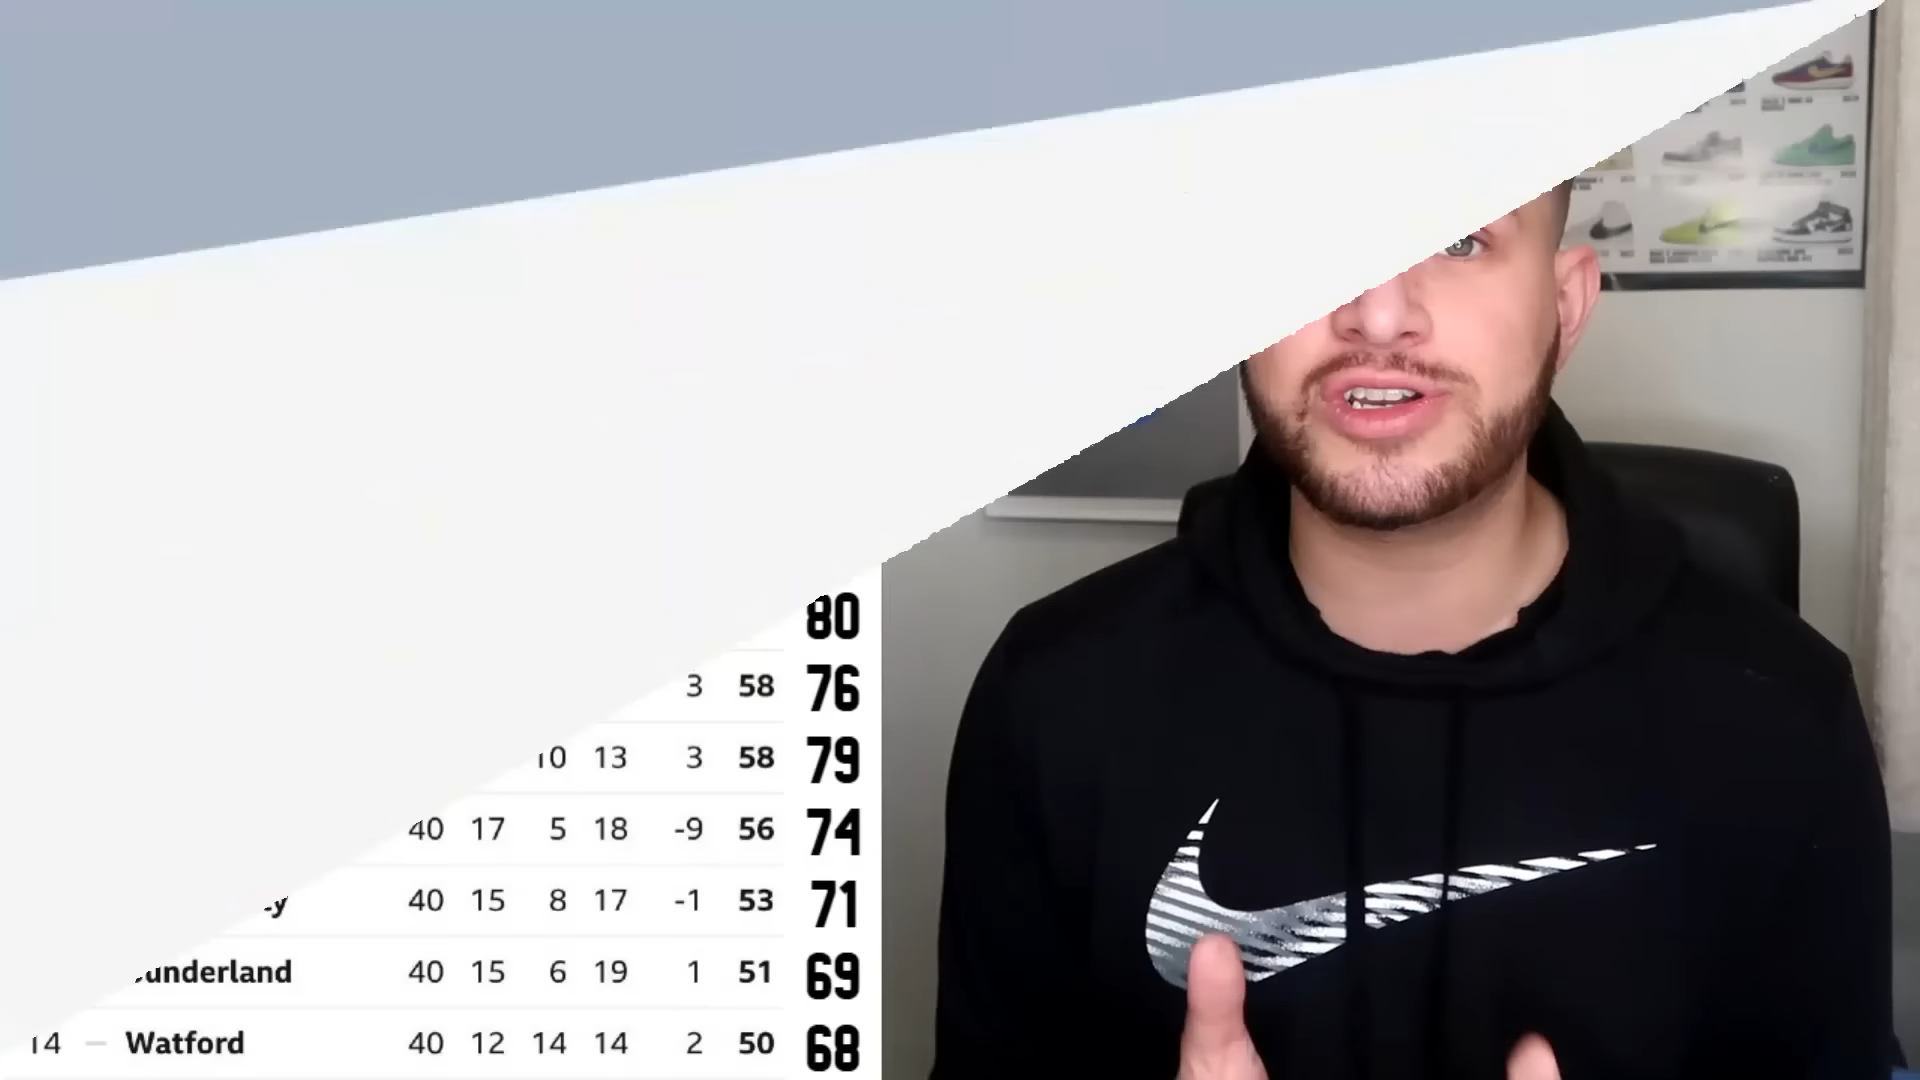 80
3 58 76
10 13 3 58 79
40 17 5 18 -9 56 74
40 15 8 17 -1 53 71
Sunderland 40 15 6 19 1 51 69
14 Watford 40 12 14 14 2 50 68